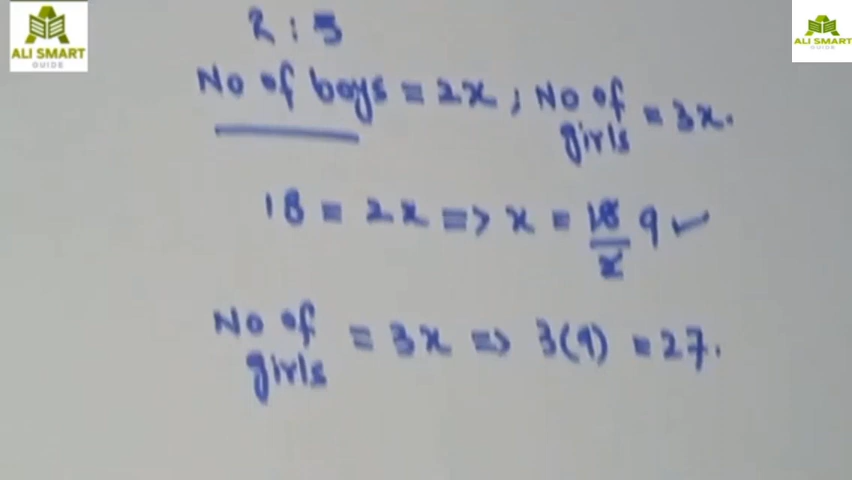 ALI SMART
GUIDE
ALI SMART
GUIDE
2 : 3
No of boys = 2x ; No of girls = 3x.
18 = 2x => x = 18/2 9 ✓
No of girls = 3x => 3(9) = 27.